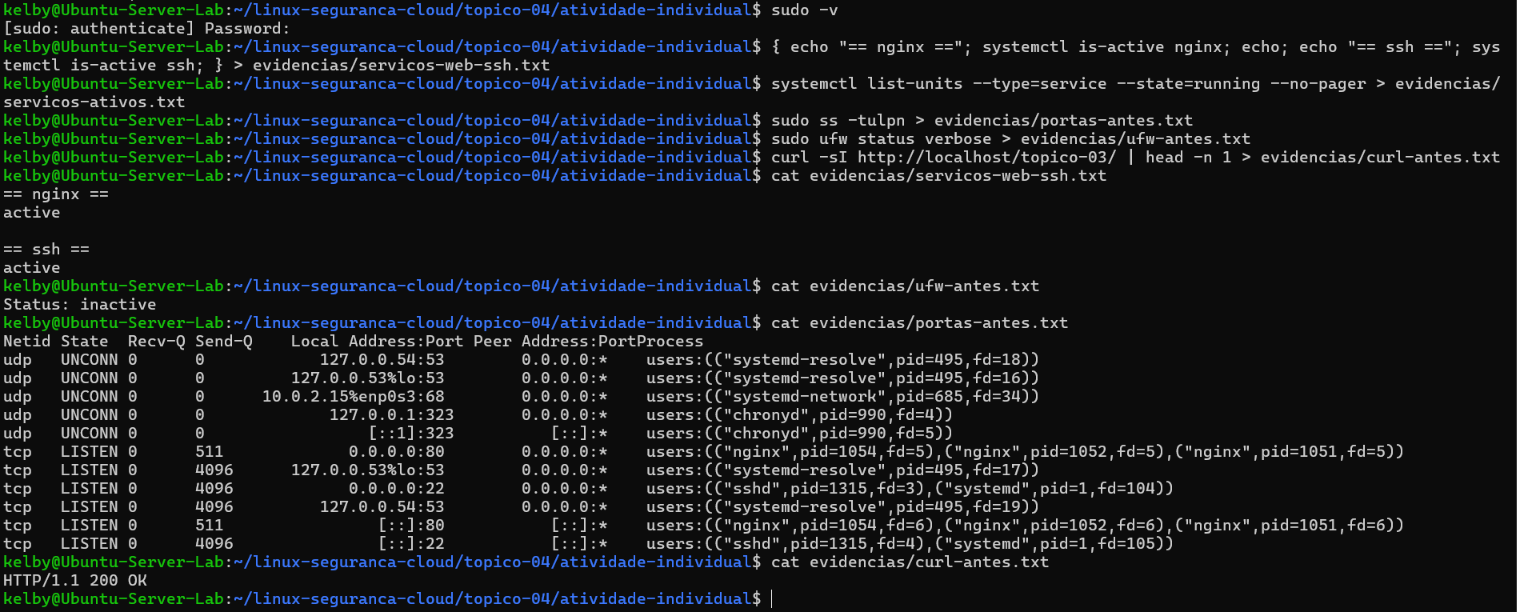 kelby@Ubuntu-Server-Lab:~/linux-seguranca-cloud/topico-04/atividade-individual$ sudo -v
[sudo: authenticate] Password:
kelby@Ubuntu-Server-Lab:~/linux-seguranca-cloud/topico-04/atividade-individual$ { echo "== nginx =="; systemctl is-active nginx; echo; echo "== ssh =="; sys
temctl is-active ssh; } > evidencias/servicos-web-ssh.txt
kelby@Ubuntu-Server-Lab:~/linux-seguranca-cloud/topico-04/atividade-individual$ systemctl list-units --type=service --state=running --no-pager > evidencias/
servicos-ativos.txt
kelby@Ubuntu-Server-Lab:~/linux-seguranca-cloud/topico-04/atividade-individual$ sudo ss -tulpn > evidencias/portas-antes.txt
kelby@Ubuntu-Server-Lab:~/linux-seguranca-cloud/topico-04/atividade-individual$ sudo ufw status verbose > evidencias/ufw-antes.txt
kelby@Ubuntu-Server-Lab:~/linux-seguranca-cloud/topico-04/atividade-individual$ curl -sI http://localhost/topico-03/ | head -n 1 > evidencias/curl-antes.txt
kelby@Ubuntu-Server-Lab:~/linux-seguranca-cloud/topico-04/atividade-individual$ cat evidencias/servicos-web-ssh.txt
== nginx ==
active

== ssh ==
active
kelby@Ubuntu-Server-Lab:~/linux-seguranca-cloud/topico-04/atividade-individual$ cat evidencias/ufw-antes.txt
Status: inactive
kelby@Ubuntu-Server-Lab:~/linux-seguranca-cloud/topico-04/atividade-individual$ cat evidencias/portas-antes.txt
Netid State  Recv-Q Send-Q    Local Address:Port Peer Address:PortProcess
udp   UNCONN 0      0            127.0.0.54:53        0.0.0.0:*    users:(("systemd-resolve",pid=495,fd=18))
udp   UNCONN 0      0         127.0.0.53%lo:53        0.0.0.0:*    users:(("systemd-resolve",pid=495,fd=16))
udp   UNCONN 0      0      10.0.2.15%enp0s3:68        0.0.0.0:*    users:(("systemd-network",pid=685,fd=34))
udp   UNCONN 0      0             127.0.0.1:323       0.0.0.0:*    users:(("chronyd",pid=990,fd=4))
udp   UNCONN 0      0                 [::1]:323          [::]:*    users:(("chronyd",pid=990,fd=5))
tcp   LISTEN 0      511             0.0.0.0:80        0.0.0.0:*    users:(("nginx",pid=1054,fd=5),("nginx",pid=1052,fd=5),("nginx",pid=1051,fd=5))
tcp   LISTEN 0      4096      127.0.0.53%lo:53        0.0.0.0:*    users:(("systemd-resolve",pid=495,fd=17))
tcp   LISTEN 0      4096            0.0.0.0:22        0.0.0.0:*    users:(("sshd",pid=1315,fd=3),("systemd",pid=1,fd=104))
tcp   LISTEN 0      4096         127.0.0.54:53        0.0.0.0:*    users:(("systemd-resolve",pid=495,fd=19))
tcp   LISTEN 0      511                [::]:80           [::]:*    users:(("nginx",pid=1054,fd=6),("nginx",pid=1052,fd=6),("nginx",pid=1051,fd=6))
tcp   LISTEN 0      4096               [::]:22           [::]:*    users:(("sshd",pid=1315,fd=4),("systemd",pid=1,fd=105))
kelby@Ubuntu-Server-Lab:~/linux-seguranca-cloud/topico-04/atividade-individual$ cat evidencias/curl-antes.txt
HTTP/1.1 200 OK
kelby@Ubuntu-Server-Lab:~/linux-seguranca-cloud/topico-04/atividade-individual$